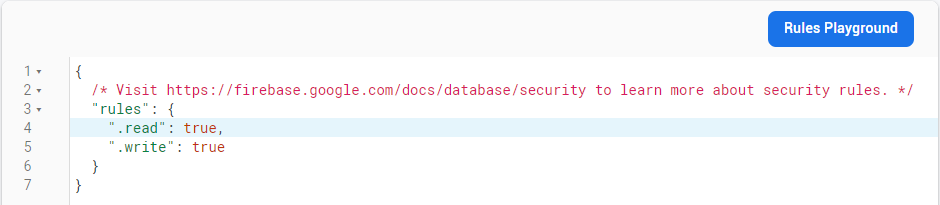 Rules Playground
1 {
2 /* Visit https://firebase.google.com/docs/database/security to learn more about security rules. */
3 "rules": {
4 ".read": true,
5 ".write": true
6 }
7 }